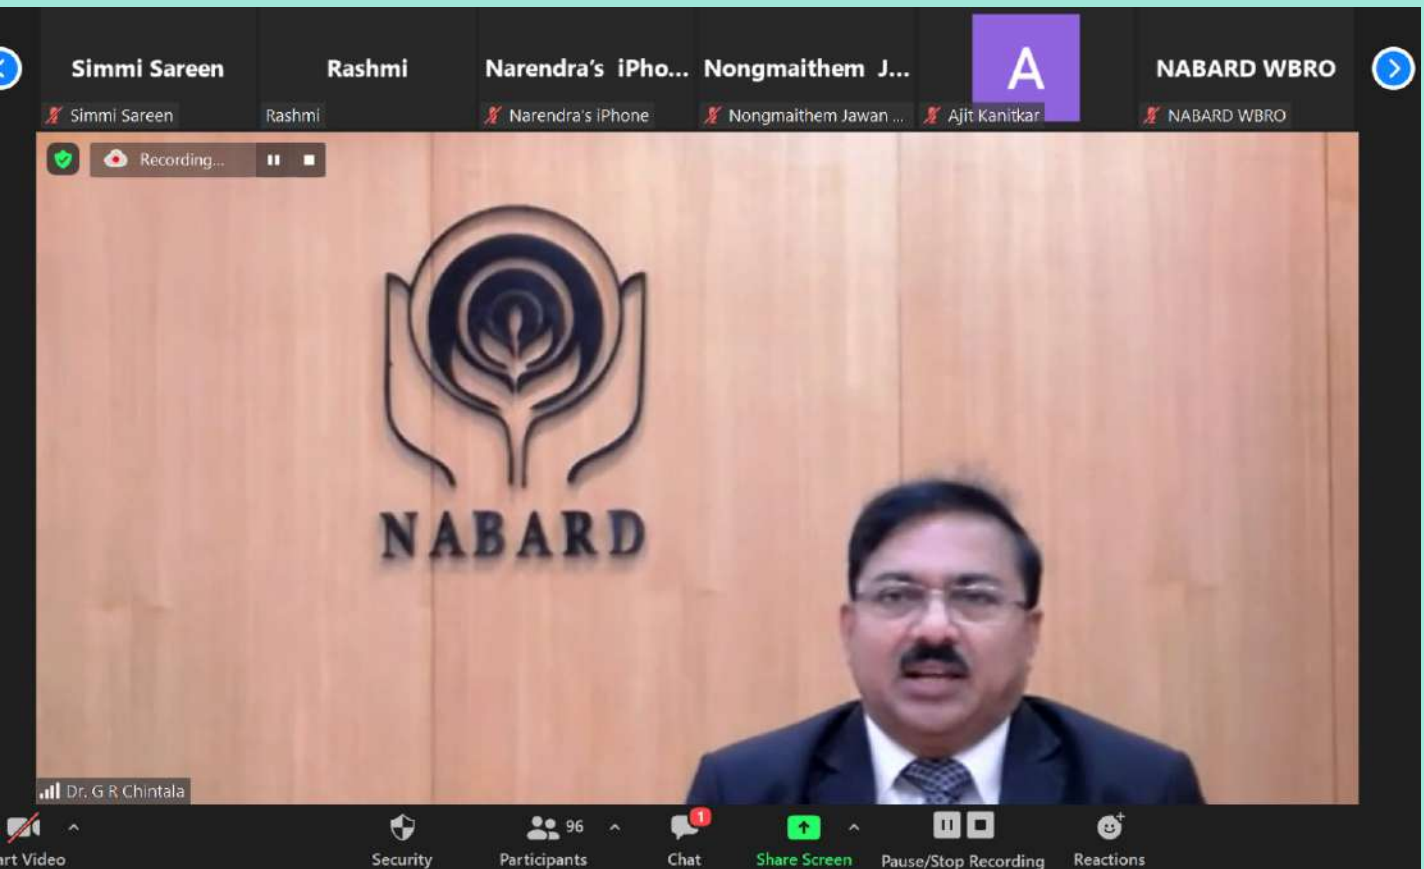 Simmi Sareen
Rashmi
Narendra's iPho...
Nongmaithem J...
A
NABARD WBRO
Simmi Sareen
Rashmi
Narendra's iPhone
Nongmaithem Jawan ...
Ajit Kanitkar
NABARD WBRO
Recording...
NABARD
Dr. G R Chintala
96
1
art Video
Security
Participants
Chat
Share Screen
Pause/Stop Recording
Reactions